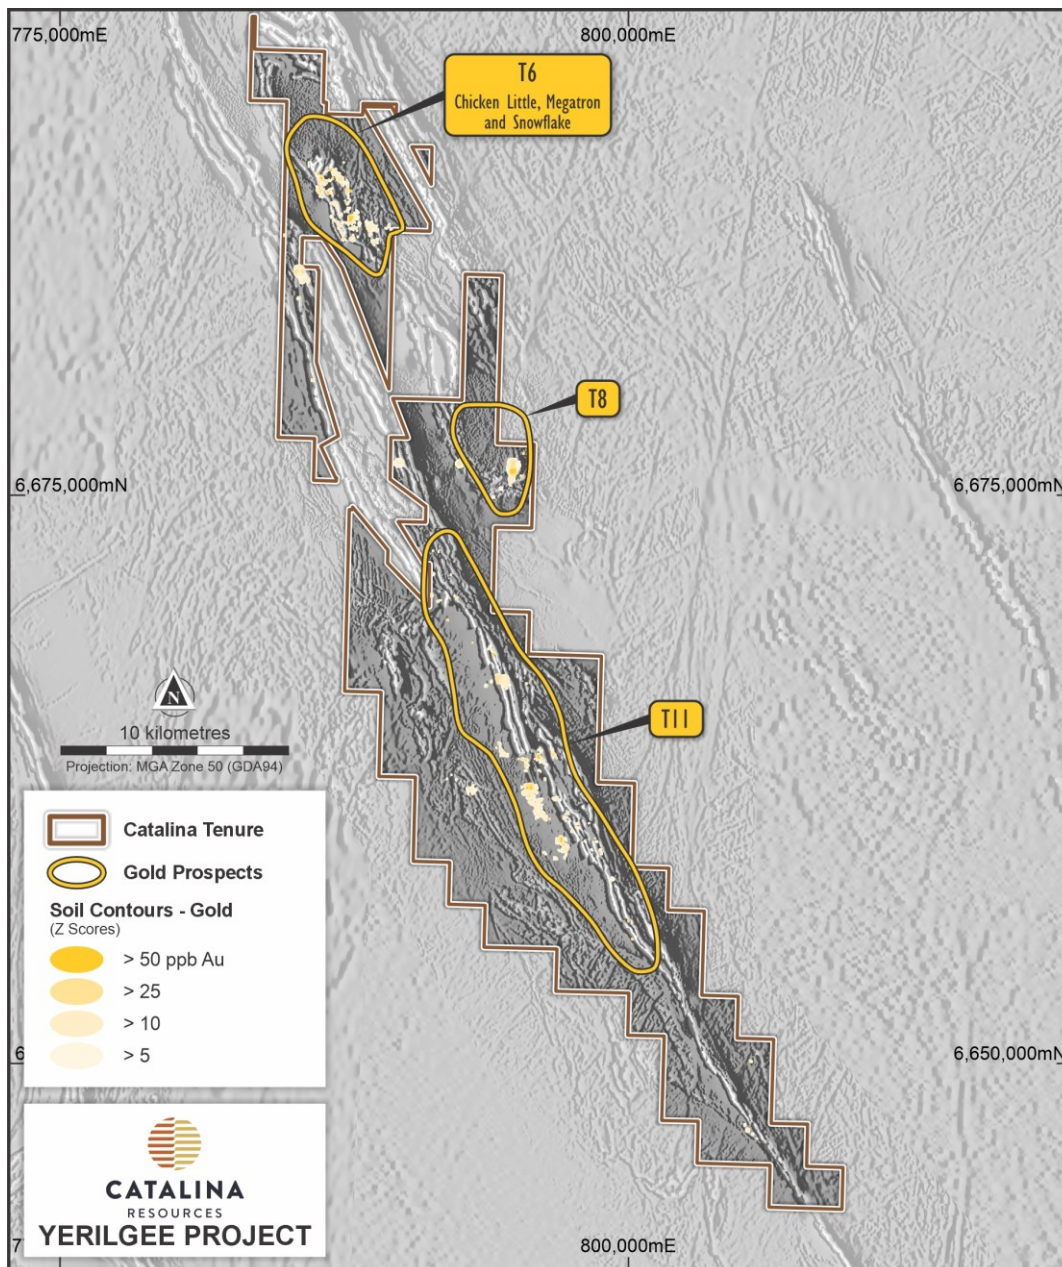 775,000mE
800,000mE
T6
Chicken Little, Megatron
and Snowflake
T8
6,675,000mN
6,675,000mN
N
10 kilometres
Projection: MGA Zone 50 (GDA94)
T11
Catalina Tenure
Gold Prospects
Soil Contours - Gold
(Z Scores)
> 50 ppb Au
> 25
> 10
> 5
6,650,000mN
CATALINA
RESOURCES
YERILGEE PROJECT
800,000mE